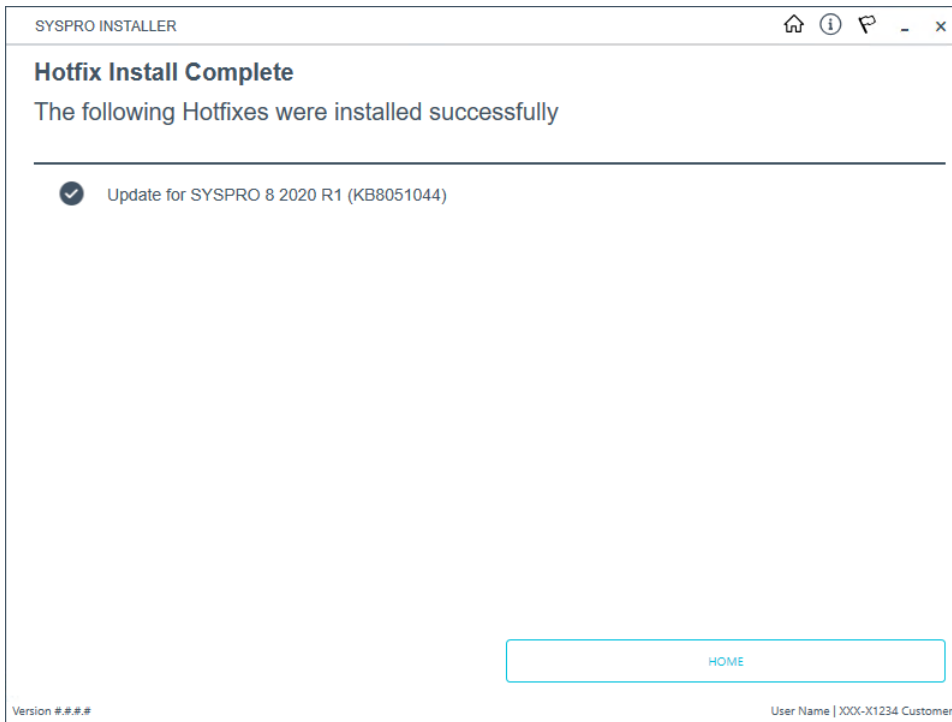 SYSPRO INSTALLER
Hotfix Install Complete
The following Hotfixes were installed successfully
Update for SYSPRO 8 2020 R1 (KB8051044)
HOME
Version #.#.#.#
User Name | XXX-X1234 Customer